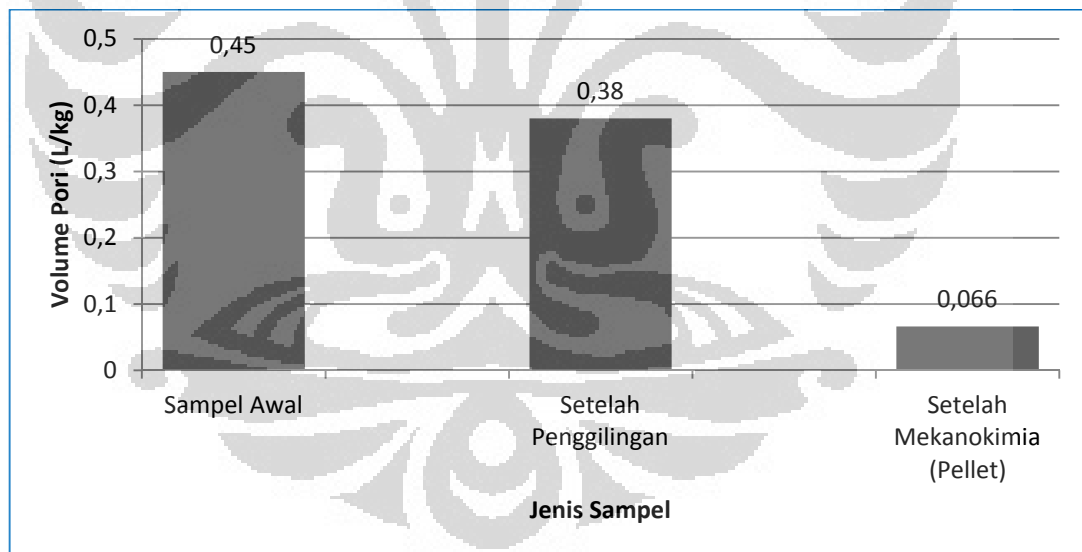 0,5
0,4
0,3
0,2
0,1
0
Volume Pori (L/kg)
0,45
0,38
0,066
Sampel Awal
Setelah
Penggilingan
Setelah
Mekanokimia
(Pellet)
Jenis Sampel